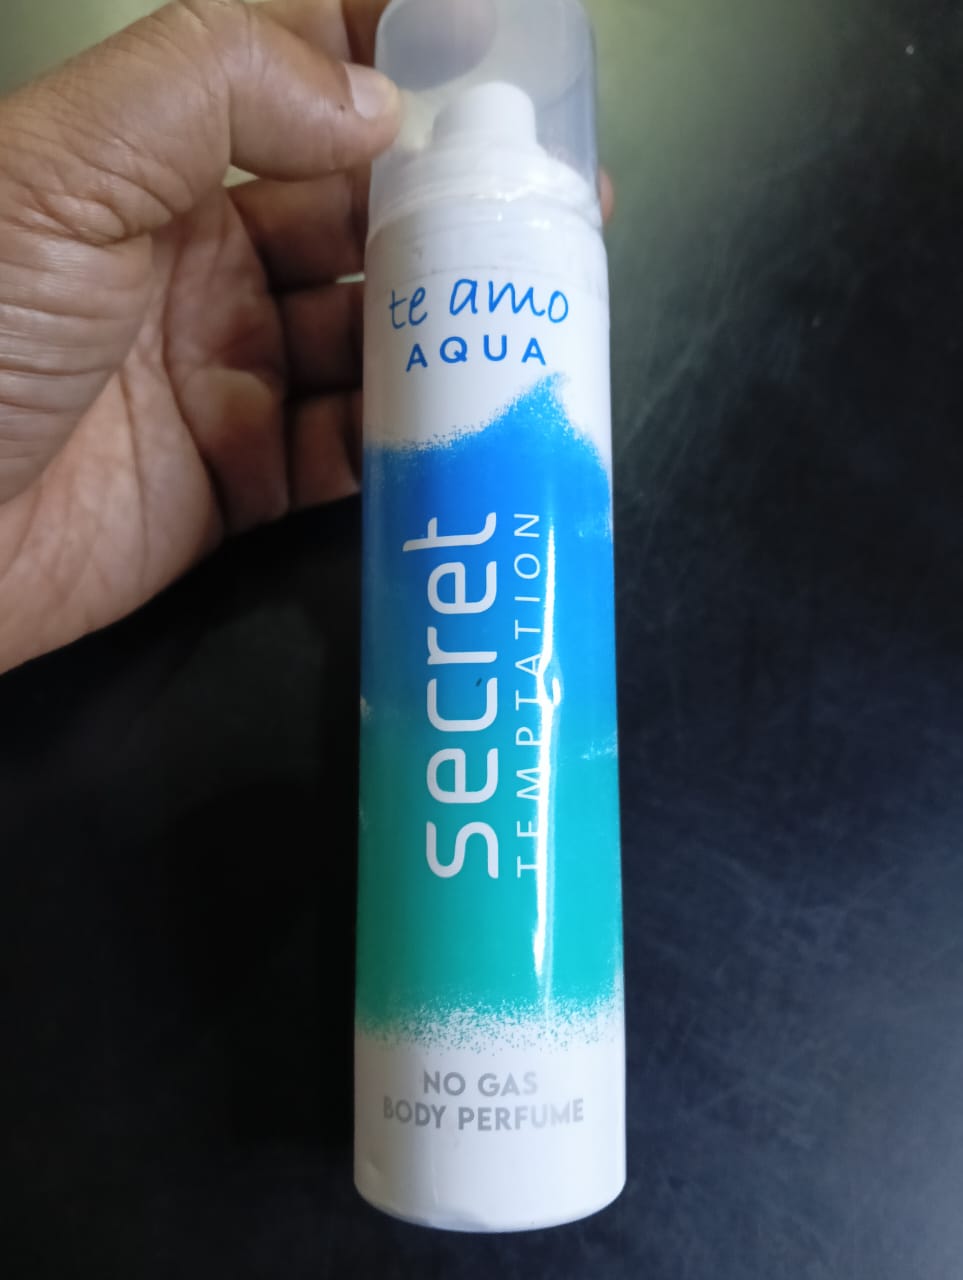 te amo
AQUA
secret
TEMPTATION
NO GAS
BODY PERFUME